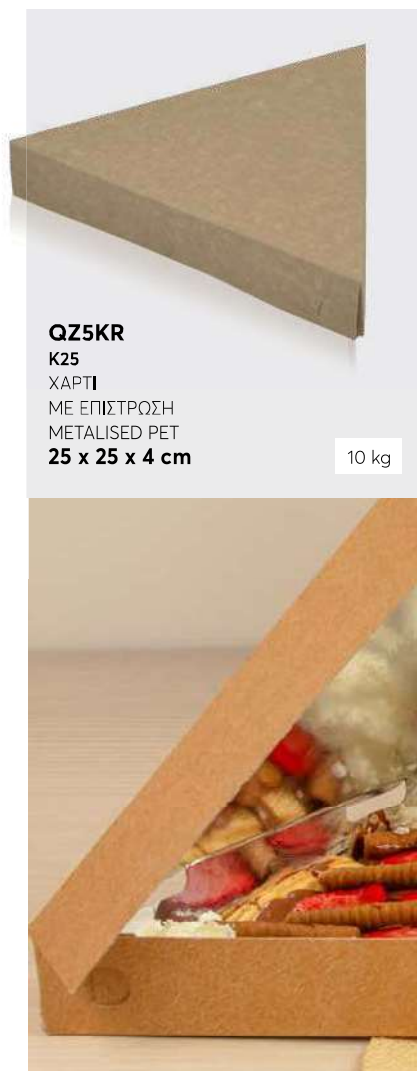 QZ5KR
K25
ΧΑΡΤΙ
ΜΕ ΕΠΙΣΤΡΩΣΗ
METALISED PET
25 x 25 x 4 cm
10 kg